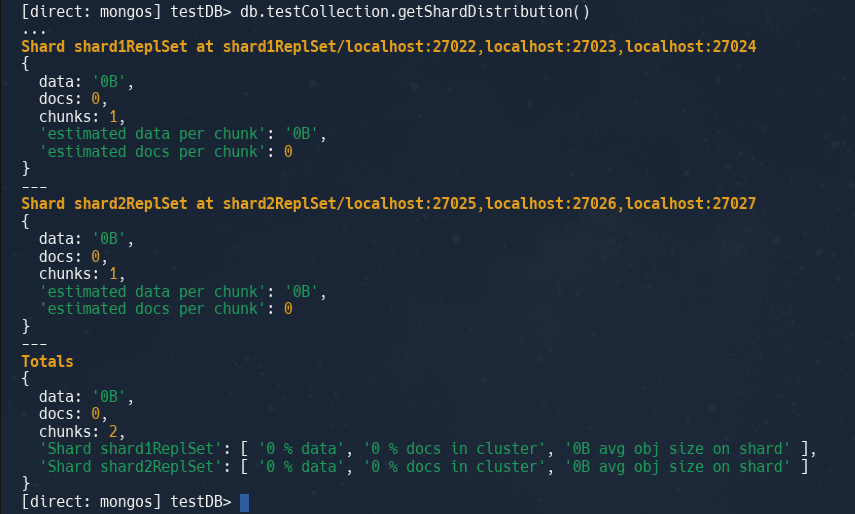 [direct: mongos] testDB> db.testCollection.getShardDistribution()
...
Shard shard1ReplSet at shard1ReplSet/localhost:27022,localhost:27023,localhost:27024
{
  data: '0B',
  docs: 0,
  chunks: 1,
  'estimated data per chunk': '0B',
  'estimated docs per chunk': 0
}
---
Shard shard2ReplSet at shard2ReplSet/localhost:27025,localhost:27026,localhost:27027
{
  data: '0B',
  docs: 0,
  chunks: 1,
  'estimated data per chunk': '0B',
  'estimated docs per chunk': 0
}
---
Totals
{
  data: '0B',
  docs: 0,
  chunks: 2,
  'Shard shard1ReplSet': [ '0 % data', '0 % docs in cluster', '0B avg obj size on shard' ],
  'Shard shard2ReplSet': [ '0 % data', '0 % docs in cluster', '0B avg obj size on shard' ]
}
[direct: mongos] testDB>